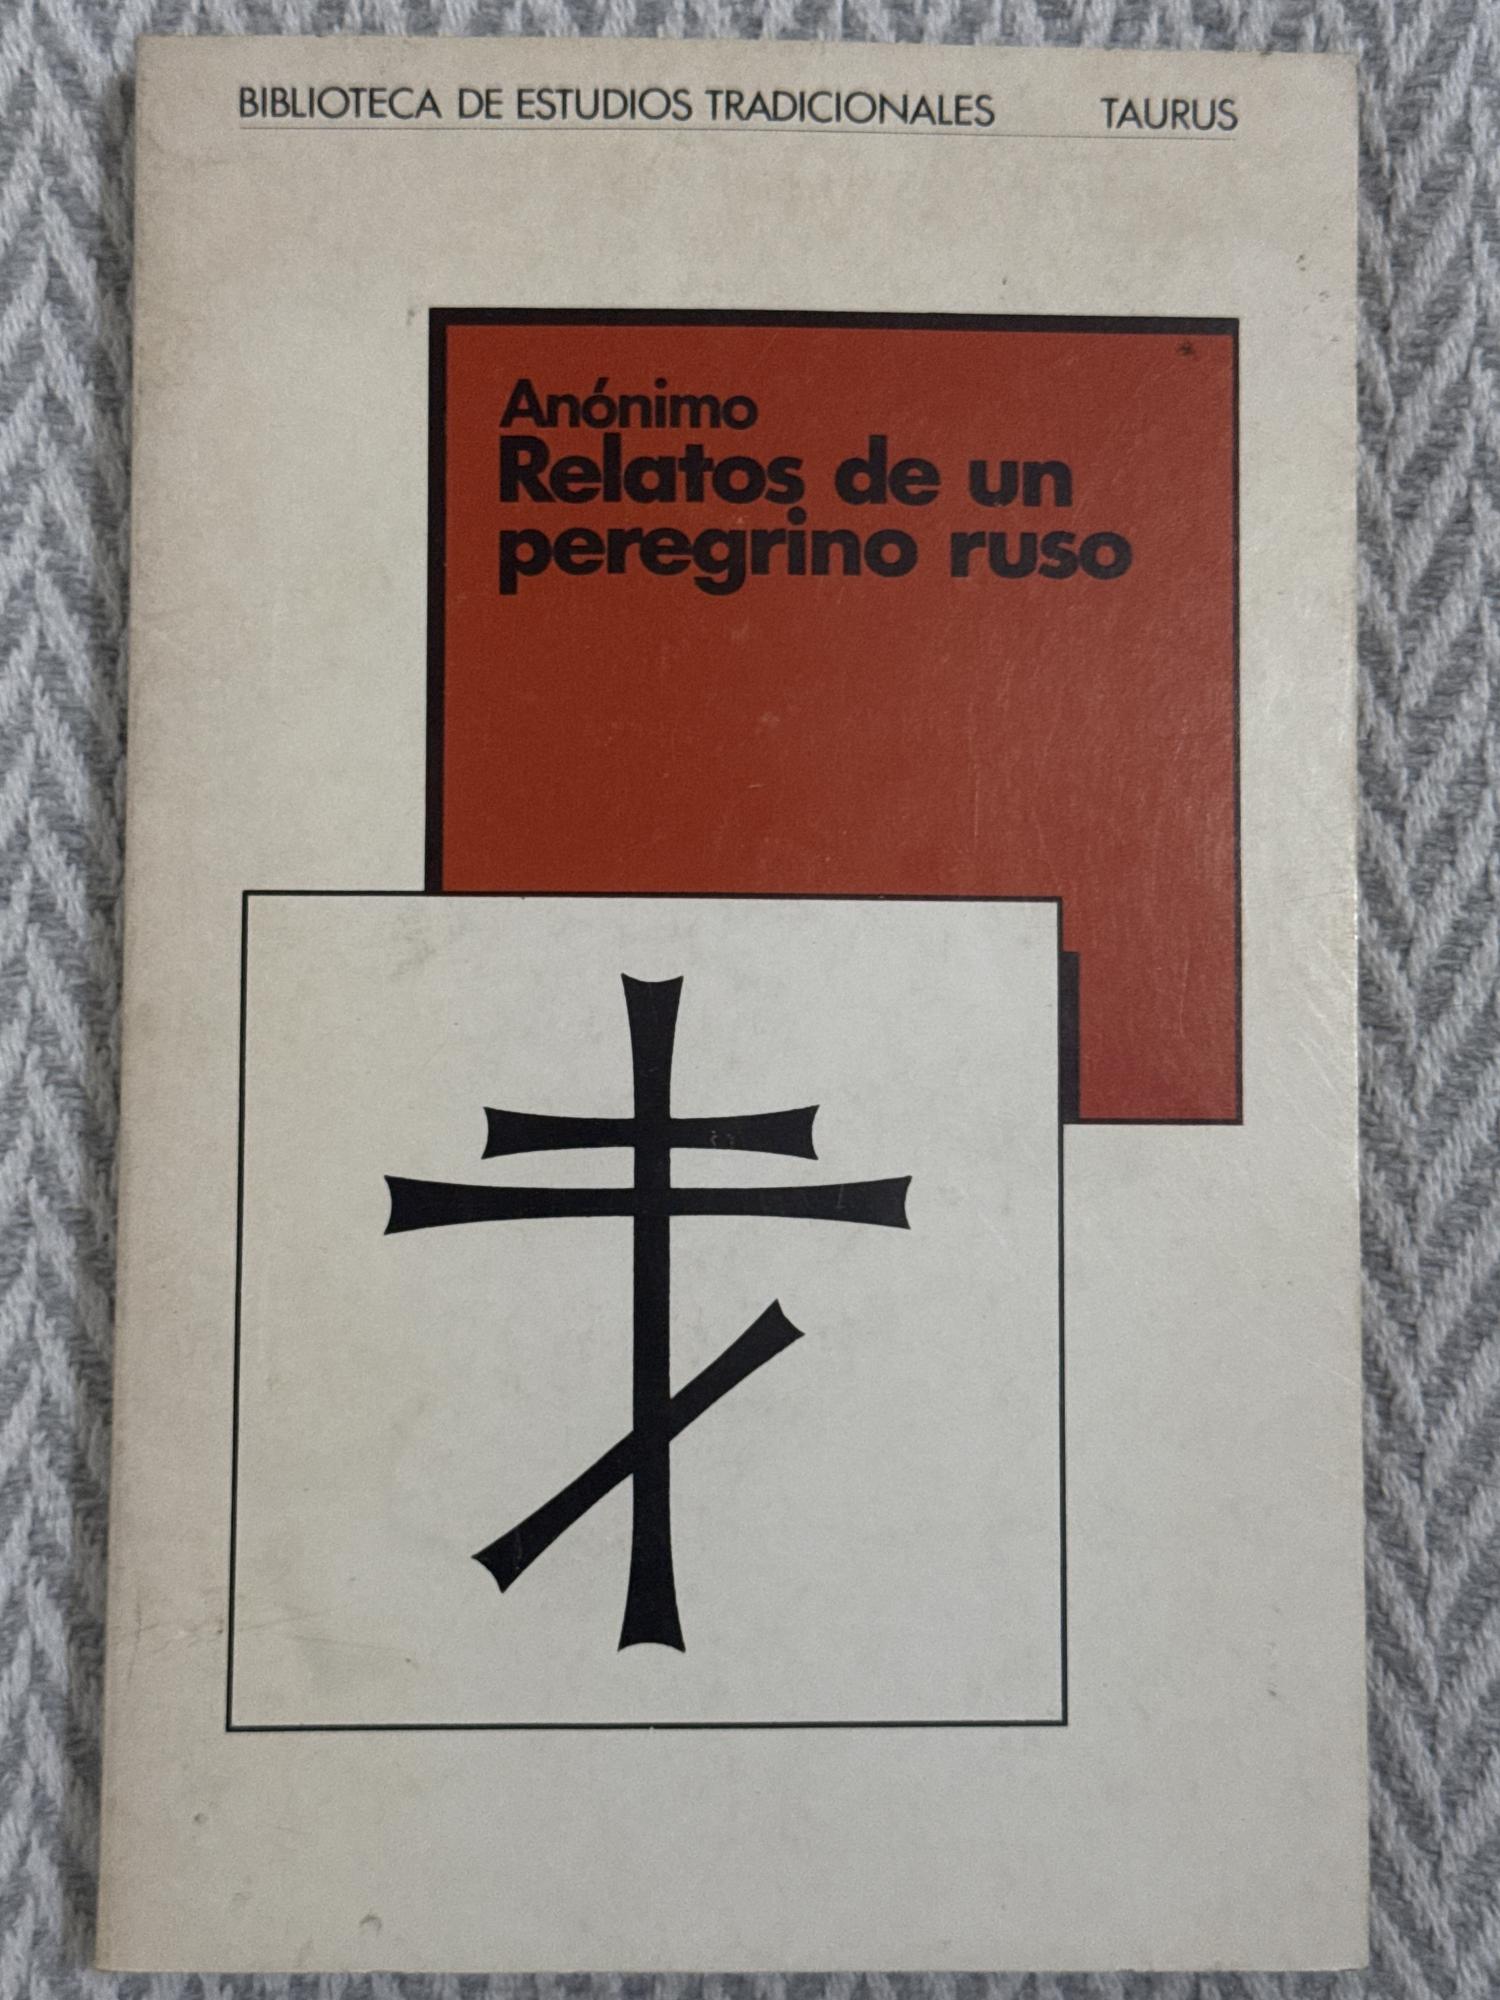 BIBLIOTECA DE ESTUDIOS TRADICIONALES TAURUS
Anónimo
Relatos de un
peregrino ruso